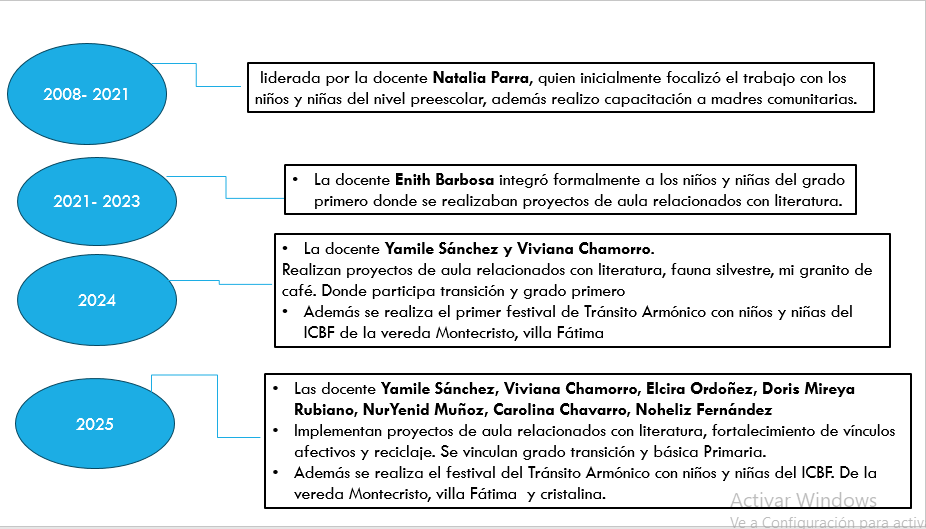 2008- 2021
liderada por la docente Natalia Parra, quien inicialmente focalizó el trabajo con los
niños y niñas del nivel preescolar, además realizo capacitación a madres comunitarias.
2021- 2023
• La docente Enith Barbosa integró formalmente a los niños y niñas del grado
primero donde se realizaban proyectos de aula relacionados con literatura.
2024
• La docente Yamile Sánchez y Viviana Chamorro.
Realizan proyectos de aula relacionados con literatura, fauna silvestre, mi granito de
café. Donde participa transición y grado primero
• Además se realiza el primer festival de Tránsito Armónico con niños y niñas del
ICBF de la vereda Montecristo, villa Fátima
2025
• Las docente Yamile Sánchez, Viviana Chamorro, Elcira Ordoñez, Doris Mireya
Rubiano, NurYenid Muñoz, Carolina Chavarro, Noheliz Fernández
• Implementan proyectos de aula relacionados con literatura, fortalecimiento de vínculos
afectivos y reciclaje. Se vinculan grado transición y básica Primaria.
• Además se realiza el festival del Tránsito Armónico con niños y niñas del ICBF. De la
vereda Montecristo, villa Fátima y cristalina.
Activar Windows
Ve a Configuración para activ